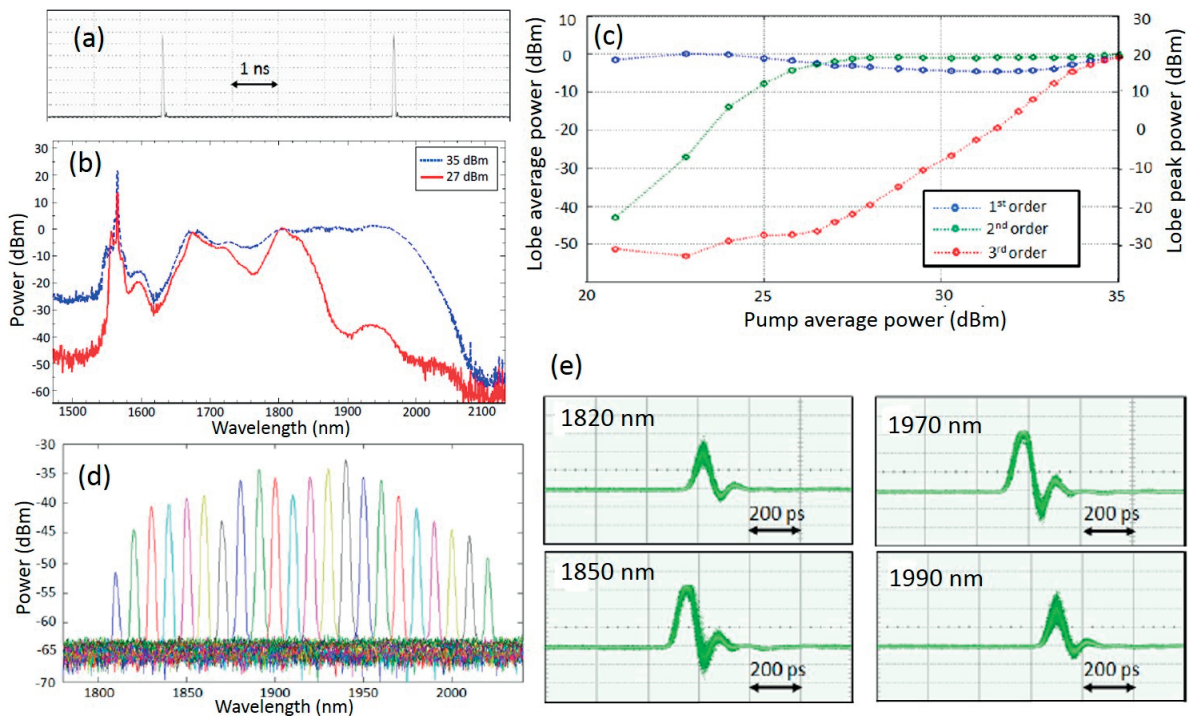 (a)
1 ns
(b)
Power (dBm)
30
20
10
0
-10
-20
-30
-40
-50
-60
35 dBm
27 dBm
1500 1600 1700 1800 1900 2000 2100
Wavelength (nm)
(c)
Lobe average power (dBm)
10
0
-10
-20
-30
-40
-50
1st order
2nd order
3rd order
30
20
10
0
-10
-20
-30
Lobe peak power (dBm)
20 25 30 35
Pump average power (dBm)
(d)
Power (dBm)
-30
-35
-40
-45
-50
-55
-60
-65
-70
1800 1850 1900 1950 2000
Wavelength (nm)
(e)
1820 nm
200 ps
1970 nm
200 ps
1850 nm
200 ps
1990 nm
200 ps